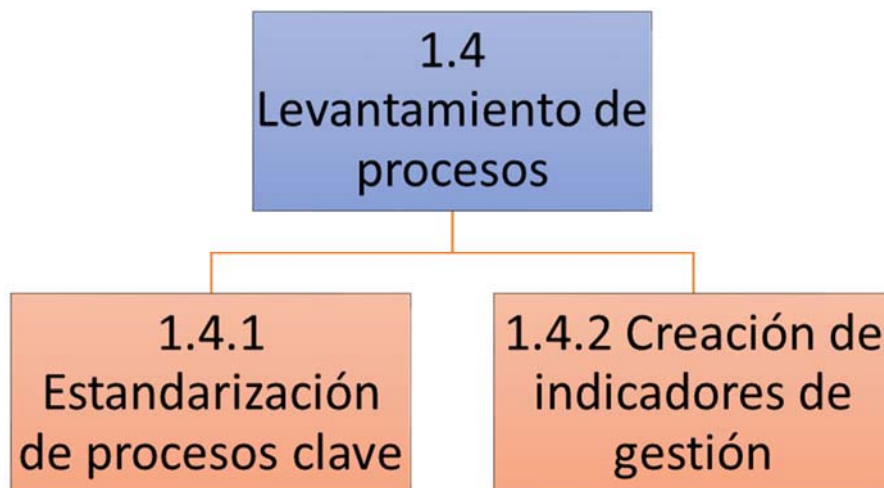 1.4
Levantamiento de
procesos
1.4.1
Estandarización
de procesos clave
1.4.2 Creación de
indicadores de
gestión